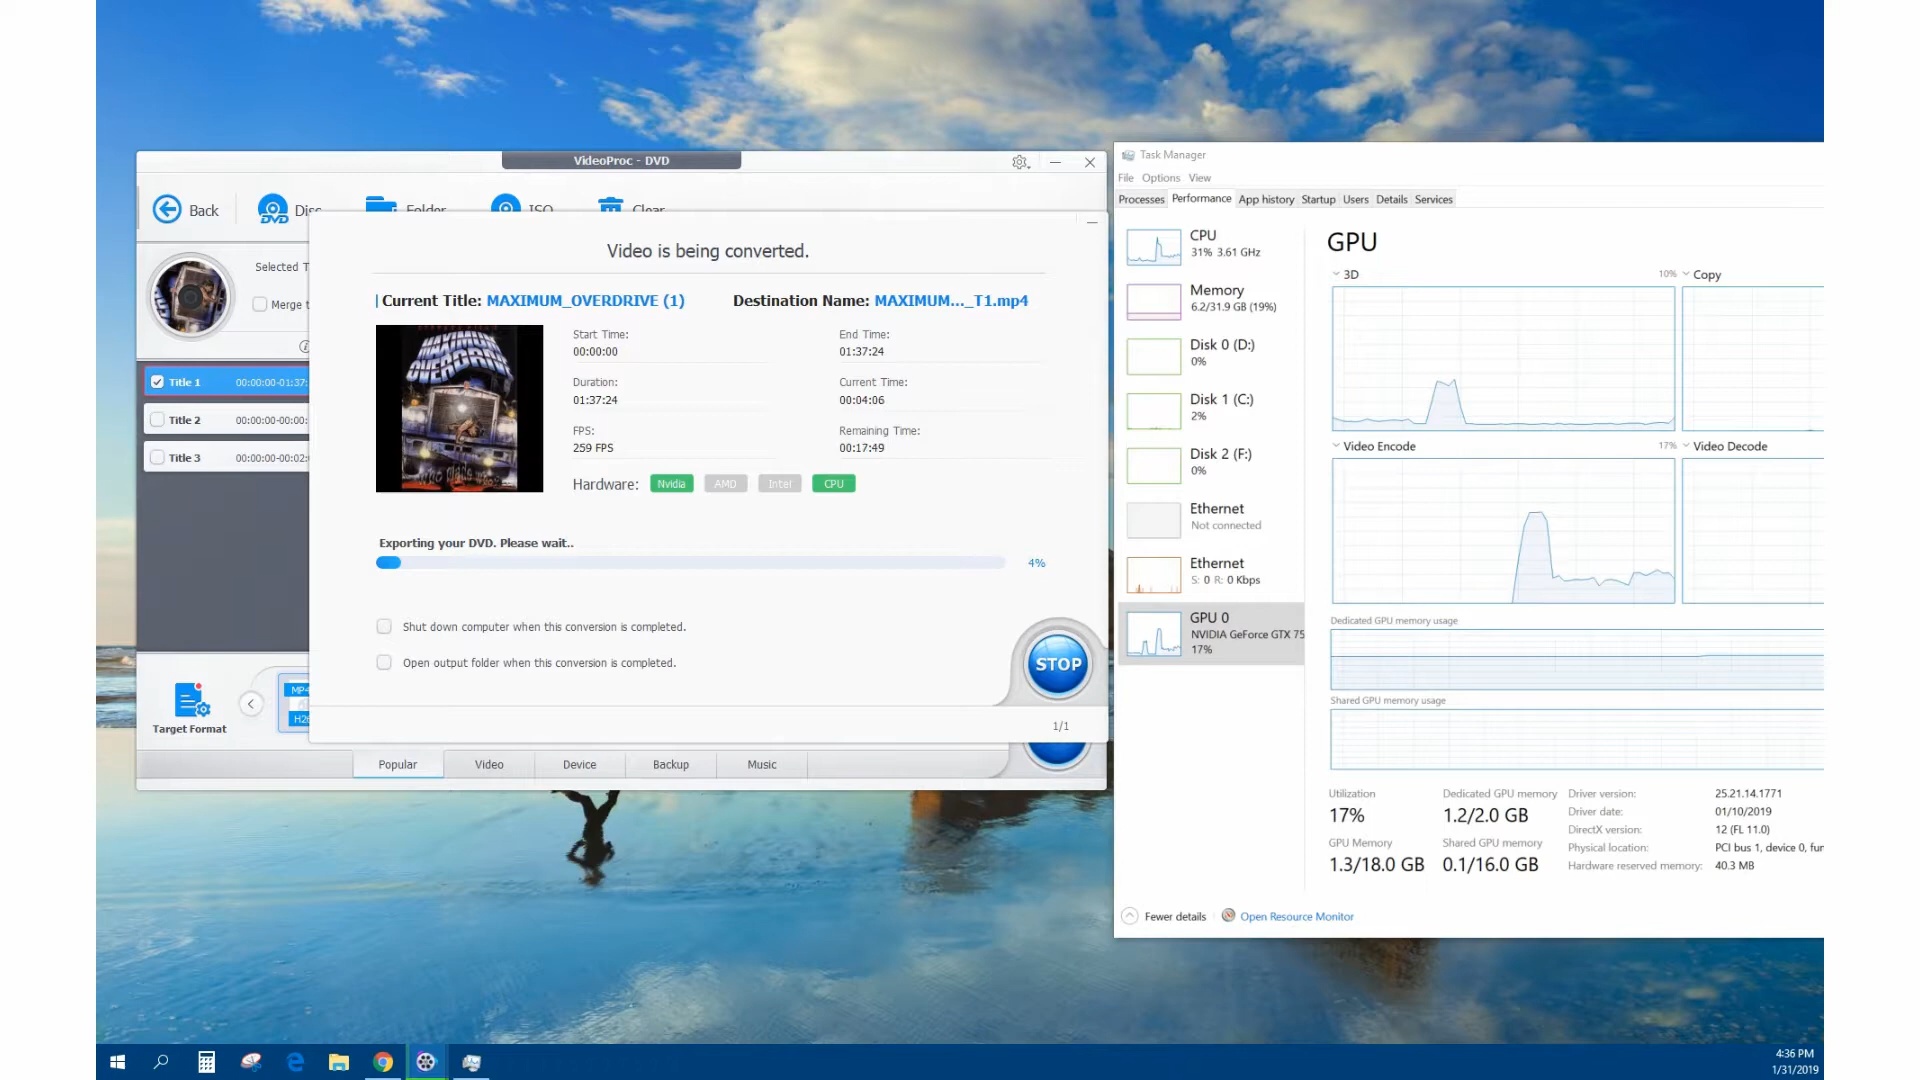 VideoProc - DVD
Back
Disc
Folder
ISO
Clear
Selected T
Merge t
Title 1 00:00:00-01:37:
Title 2 00:00:00-00:00:
Title 3 00:00:00-00:02:
Target Format
MP4
H26
Video is being converted.
Current Title: MAXIMUM_OVERDRIVE (1)
Destination Name: MAXIMUM..._T1.mp4
MAXIMUM
OVERDRIVE
who made who
Start Time:
00:00:00
End Time:
01:37:24
Duration:
01:37:24
Current Time:
00:04:06
FPS:
259 FPS
Remaining Time:
00:17:49
Hardware: Nvidia AMD Intel CPU
Exporting your DVD. Please wait..
4%
Shut down computer when this conversion is completed.
Open output folder when this conversion is completed.
STOP
1/1
Popular
Video
Device
Backup
Music
Task Manager
File Options View
Processes Performance App history Startup Users Details Services
CPU
31% 3.61 GHz
Memory
6.2/31.9 GB (19%)
Disk 0 (D:)
0%
Disk 1 (C:)
2%
Disk 2 (F:)
0%
Ethernet
Not connected
Ethernet
S: 0 R: 0 Kbps
GPU 0
NVIDIA GeForce GTX 75
17%
GPU
3D 10%
Copy
Video Encode 17%
Video Decode
Dedicated GPU memory usage
Shared GPU memory usage
Utilization
17%
Dedicated GPU memory
1.2/2.0 GB
GPU Memory
1.3/18.0 GB
Shared GPU memory
0.1/16.0 GB
Driver version: 25.21.14.1771
Driver date: 01/10/2019
DirectX version: 12 (FL 11.0)
Physical location: PCI bus 1, device 0, fun
Hardware reserved memory: 40.3 MB
Fewer details
Open Resource Monitor
4:36 PM
1/31/2019